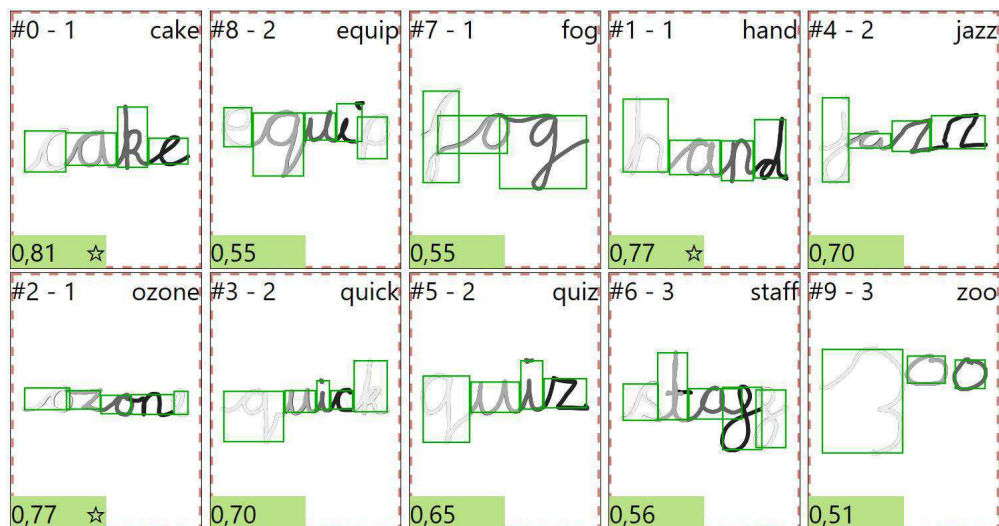 #0 - 1 cake
cake
0,81 ☆
#8 - 2 equip
equip
0,55
#7 - 1 fog
fog
0,55
#1 - 1 hand
hand
0,77 ☆
#4 - 2 jazz
jazz
0,70
#2 - 1 ozone
ozone
0,77 ☆
#3 - 2 quick
quick
0,70
#5 - 2 quiz
quiz
0,65
#6 - 3 staff
staff
0,56
#9 - 3 zoo
zoo
0,51